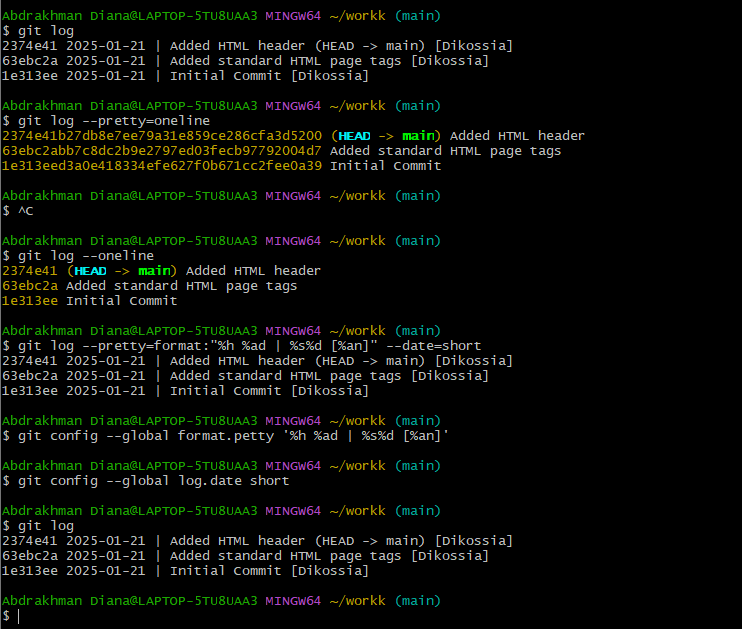 Abdrakhman Diana@LAPTOP-5TU8UAA3 MINGW64 ~/workk (main)
$ git log
2374e41 2025-01-21 | Added HTML header (HEAD -> main) [Dikossia]
63ebc2a 2025-01-21 | Added standard HTML page tags [Dikossia]
1e313ee 2025-01-21 | Initial Commit [Dikossia]
Abdrakhman Diana@LAPTOP-5TU8UAA3 MINGW64 ~/workk (main)
$ git log --pretty=oneline
2374e41b27db8e7ee79a31e859ce286cfa3d5200 (HEAD -> main) Added HTML header
63ebc2abb7c8dc2b9e2797ed03fecb97792004d7 Added standard HTML page tags
1e313eed3a0e418334efe627f0b671cc2fee0a39 Initial Commit
Abdrakhman Diana@LAPTOP-5TU8UAA3 MINGW64 ~/workk (main)
$ ^C
Abdrakhman Diana@LAPTOP-5TU8UAA3 MINGW64 ~/workk (main)
$ git log --oneline
2374e41 (HEAD -> main) Added HTML header
63ebc2a Added standard HTML page tags
1e313ee Initial Commit
Abdrakhman Diana@LAPTOP-5TU8UAA3 MINGW64 ~/workk (main)
$ git log --pretty=format:"%h %ad | %s%d [%an]" --date=short
2374e41 2025-01-21 | Added HTML header (HEAD -> main) [Dikossia]
63ebc2a 2025-01-21 | Added standard HTML page tags [Dikossia]
1e313ee 2025-01-21 | Initial Commit [Dikossia]
Abdrakhman Diana@LAPTOP-5TU8UAA3 MINGW64 ~/workk (main)
$ git config --global format.petty '%h %ad | %s%d [%an]'
Abdrakhman Diana@LAPTOP-5TU8UAA3 MINGW64 ~/workk (main)
$ git config --global log.date short
Abdrakhman Diana@LAPTOP-5TU8UAA3 MINGW64 ~/workk (main)
$ git log
2374e41 2025-01-21 | Added HTML header (HEAD -> main) [Dikossia]
63ebc2a 2025-01-21 | Added standard HTML page tags [Dikossia]
1e313ee 2025-01-21 | Initial Commit [Dikossia]
Abdrakhman Diana@LAPTOP-5TU8UAA3 MINGW64 ~/workk (main)
$